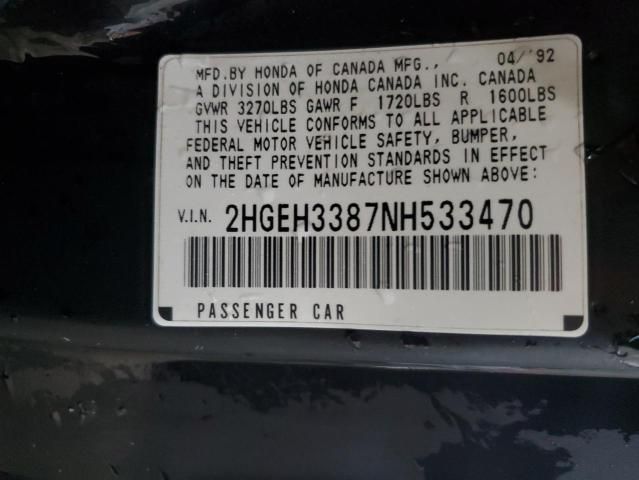 MFD.BY HONDA OF CANADA MFG., 04/'92
A DIVISION OF HONDA CANADA INC. CANADA
GVWR 3270LBS GAWR F 1720LBS R 1600LBS
THIS VEHICLE CONFORMS TO ALL APPLICABLE
FEDERAL MOTOR VEHICLE SAFETY, BUMPER,
AND THEFT PREVENTION STANDARDS IN EFFECT
ON THE DATE OF MANUFACTURE SHOWN ABOVE:
V.I.N. 2HGEH3387NH533470
PASSENGER CAR